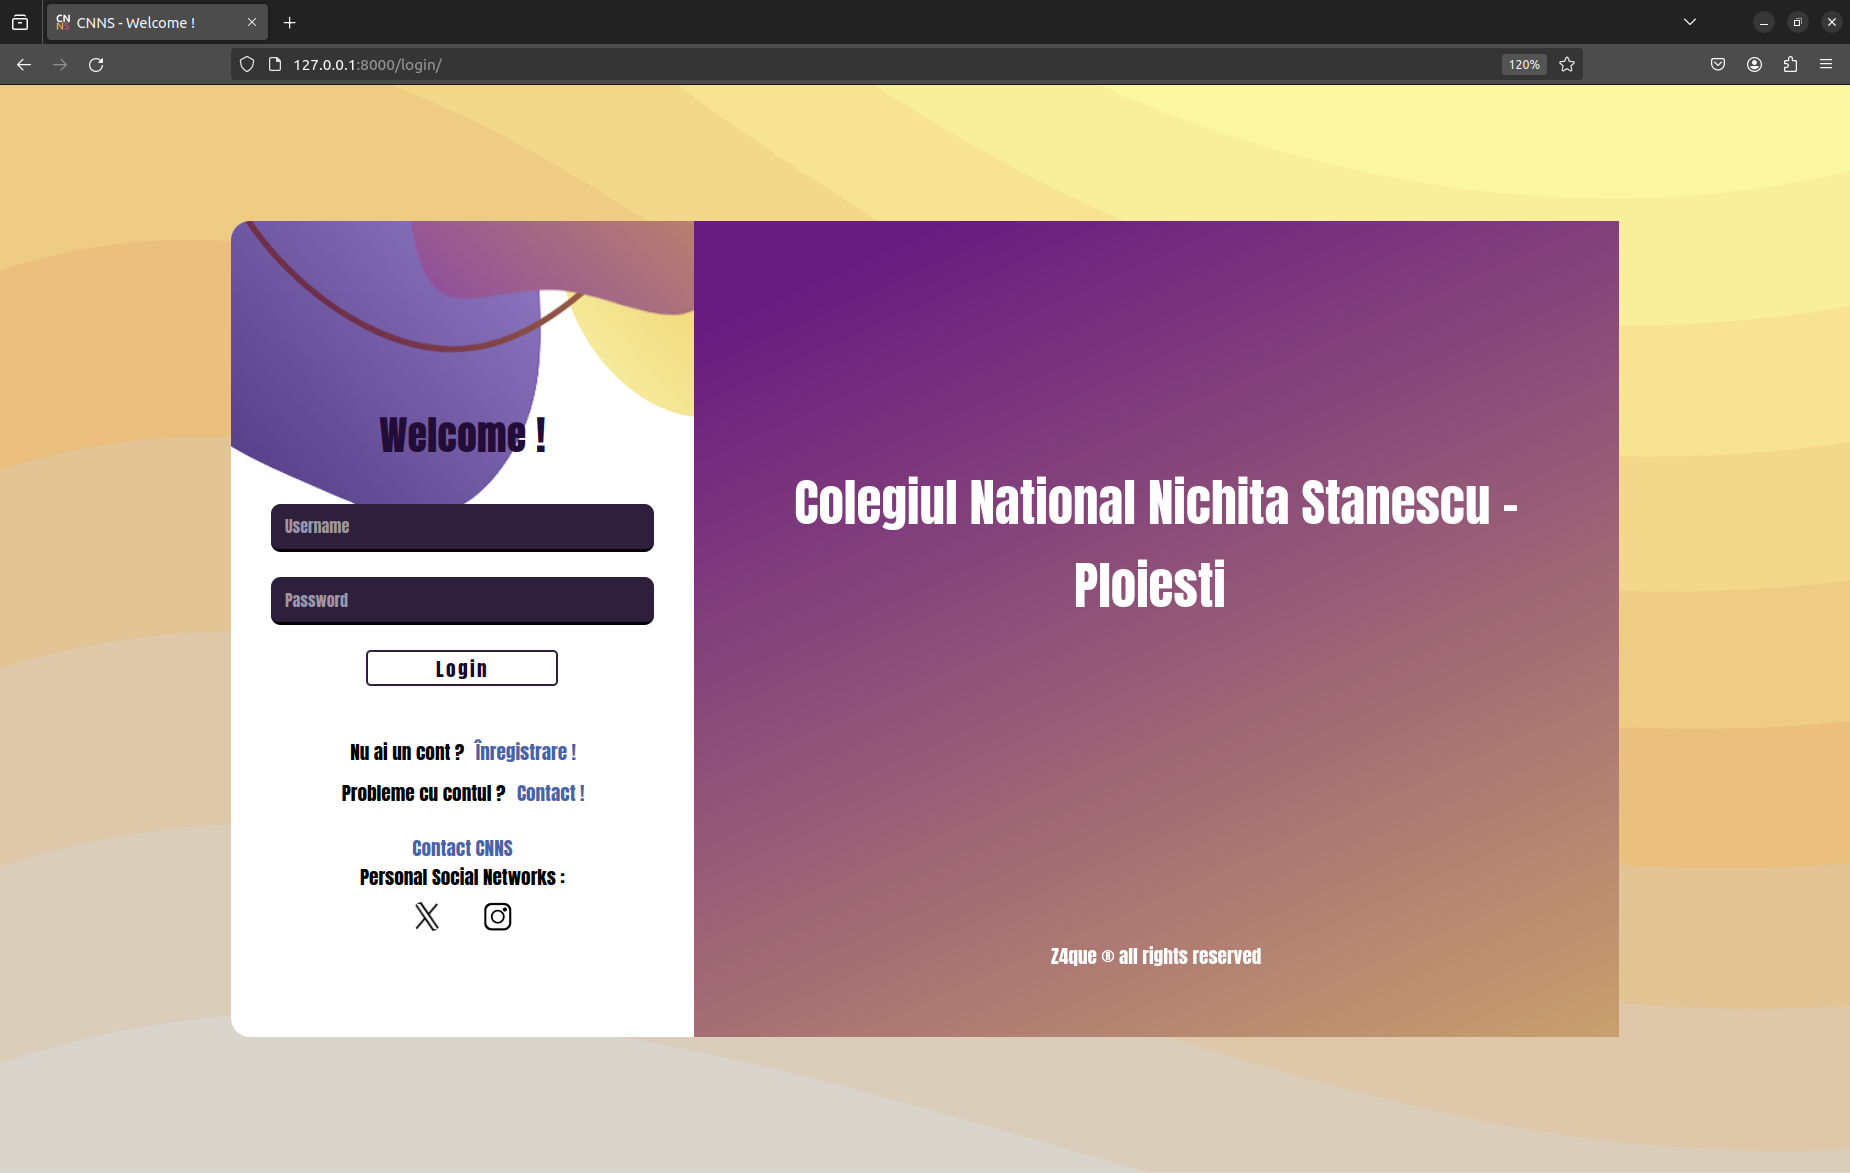 CNNS - Welcome !
127.0.0.1:8000/login/
120%
Welcome !
Username
Password
Login
Nu ai un cont ? Înregistrare !
Probleme cu contul ? Contact !
Contact CNNS
Personal Social Networks :
Colegiul National Nichita Stanescu -
Ploiesti
Z4que ® all rights reserved